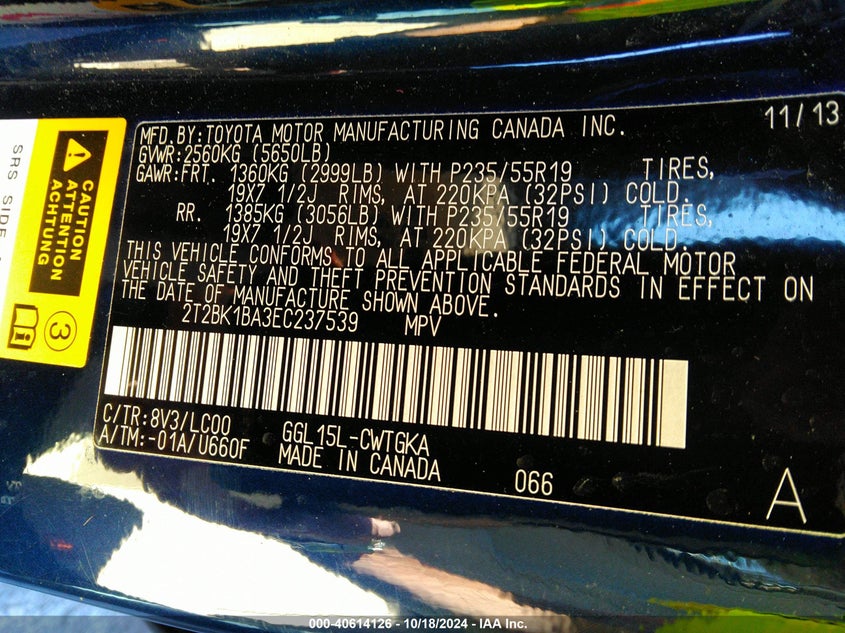 MFD.BY:TOYOTA MOTOR MANUFACTURING CANADA INC. 11/13
GVWR:2560KG (5650LB)
GAWR:FRT. 1360KG (2999LB) WITH P235/55R19 TIRES,
19X7 1/2J RIMS, AT 220KPA (32PSI) COLD.
RR. 1385KG (3056LB) WITH P235/55R19 TIRES,
19X7 1/2J RIMS, AT 220KPA (32PSI) COLD.
THIS VEHICLE CONFORMS TO ALL APPLICABLE FEDERAL MOTOR
VEHICLE SAFETY AND THEFT PREVENTION STANDARDS IN EFFECT ON
THE DATE OF MANUFACTURE SHOWN ABOVE.
2T2BK1BA3EC237539 MPV
C/TR:8V3/LC00 GGL15L-CWTGKA
A/TM:-01A/U660F MADE IN CANADA
066
A
CAUTION
ATTENTION
ACHTUNG
3
SRS SIDE
000-40614126 - 10/18/2024 - IAA Inc.